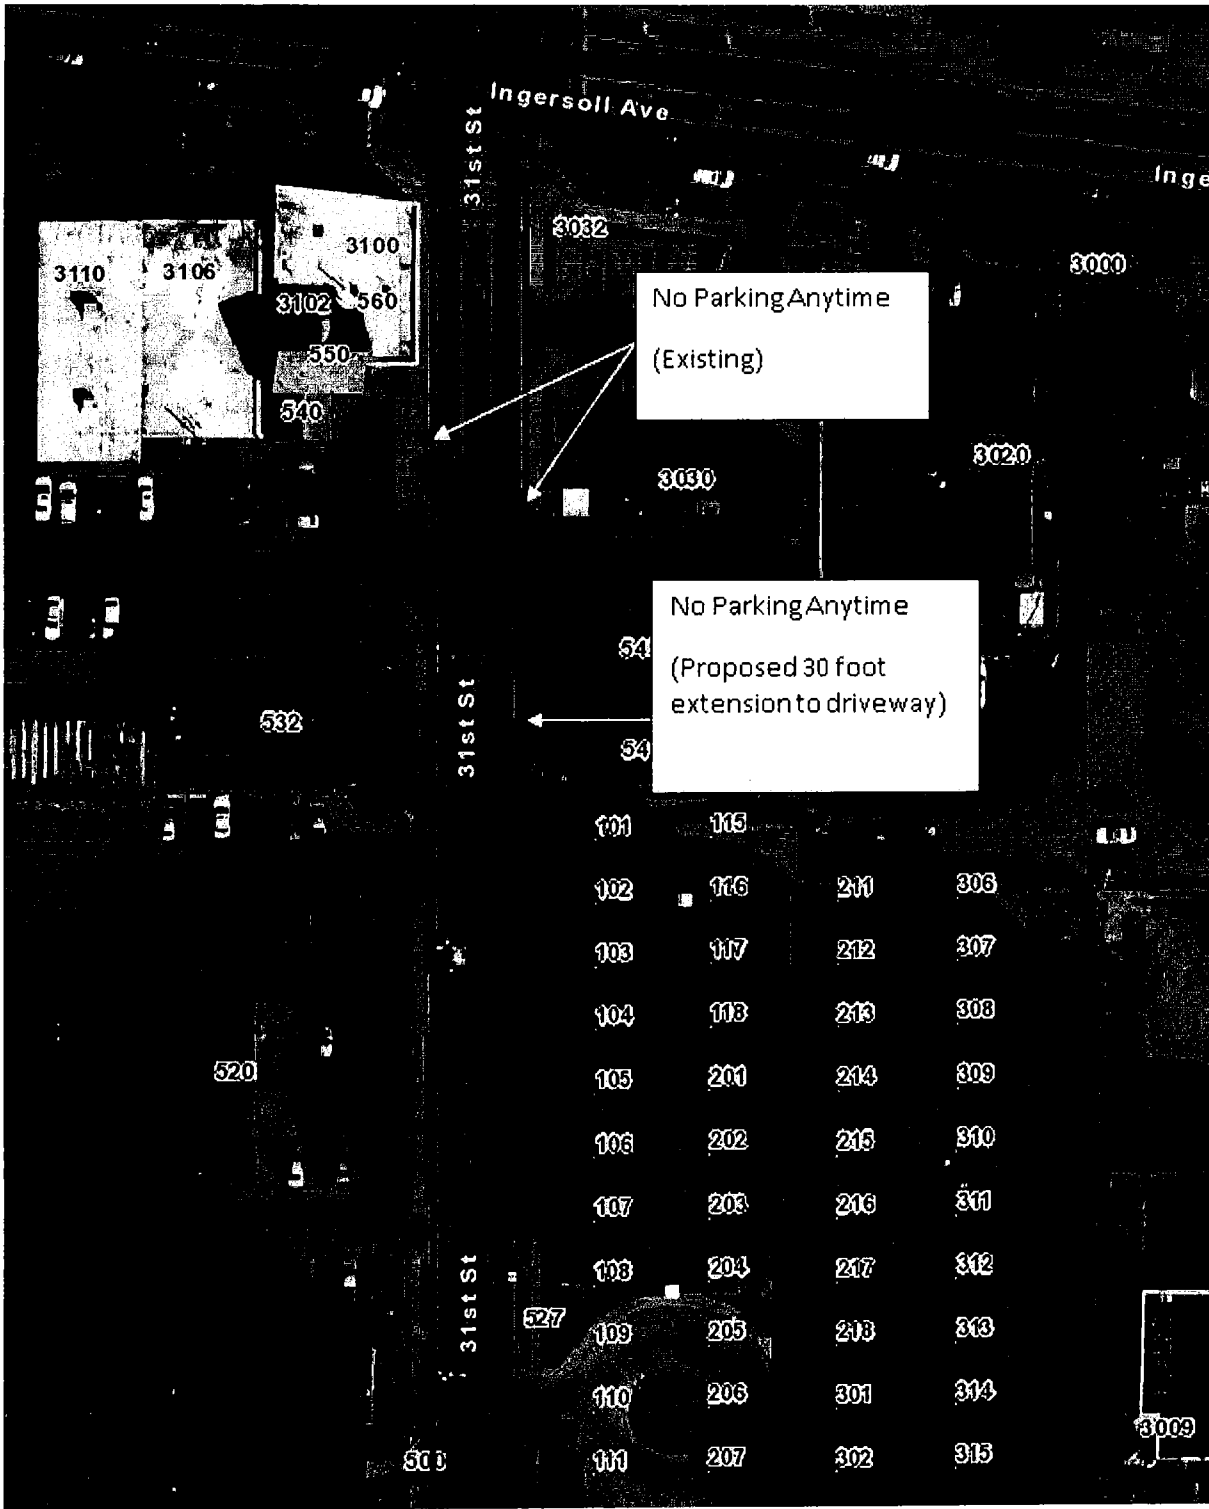 Ingersoll Ave
31st St
Inge
3032
3100
3110
3106
3000
3102
560
No Parking Anytime
(Existing)
550
540
3020
3030
No Parking Anytime
(Proposed 30 foot
extension to driveway)
54
532
31st St
54
101 115
102 116 211 306
103 117 212 307
104 118 213 308
520
105 201 214 309
106 202 215 310
107 203 216 311
108 204 217 312
31st St
527
109 205 218 313
110 206 301 314
3009
500
111 207 302 315